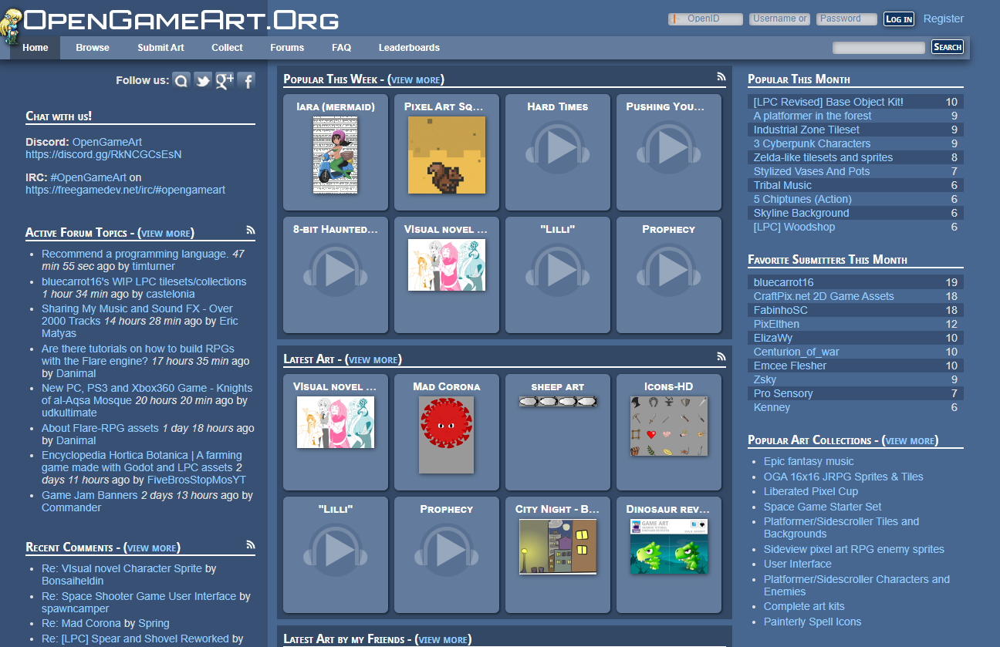 OpenGameArt.Org
OpenID
Username or
Password
Log in
Register
Home
Browse
Submit Art
Collect
Forums
FAQ
Leaderboards
Search
Follow us:
Chat with us!
Discord: OpenGameArt
https://discord.gg/RkNCGCsEsN
IRC: #OpenGameArt on
https://freegamedev.net/irc/#opengameart
Active Forum Topics - (view more)
Recommend a programming language. 47
min 55 sec ago by timturner
bluecarrot16's WIP LPC tilesets/collections
1 hour 34 min ago by castelonia
Sharing My Music and Sound FX - Over
2000 Tracks 14 hours 28 min ago by Eric
Matyas
Are there tutorials on how to build RPGs
with the Flare engine? 17 hours 35 min ago
by Danimal
New PC, PS3 and Xbox360 Game - Knights
of al-Aqsa Mosque 20 hours 20 min ago by
udkultimate
About Flare-RPG assets 1 day 18 hours ago
by Danimal
Encyclopedia Hortica Botanica | A farming
game made with Godot and LPC assets 2
days 11 hours ago by FiveBrosStopMosYT
Game Jam Banners 2 days 13 hours ago by
Commander
Recent Comments - (view more)
Re: VIsual novel Character Sprite by
Bonsaiheldin
Re: Space Shooter Game User Interface by
spawncamper
Re: Mad Corona by Spring
Re: [LPC] Spear and Shovel Reworked by
Popular This Week - (view more)
Iara (mermaid)
Pixel Art Sq...
Hard Times
Pushing You...
8-bit Haunted...
VIsual novel ...
"Lilli"
Prophecy
Latest Art - (view more)
VIsual novel ...
Mad Corona
sheep art
Icons-HD
"Lilli"
Prophecy
City Night - B...
Dinosaur rev...
GAME ART
Latest Art by my Friends - (view more)
Popular This Month
[LPC Revised] Base Object Kit! 10
A platformer in the forest 9
Industrial Zone Tileset 9
3 Cyberpunk Characters 9
Zelda-like tilesets and sprites 8
Stylized Vases And Pots 7
Tribal Music 6
5 Chiptunes (Action) 6
Skyline Background 6
[LPC] Woodshop 6
Favorite Submitters This Month
bluecarrot16 19
CraftPix.net 2D Game Assets 18
FabinhoSC 18
PixElthen 12
ElizaWy 10
Centurion_of_war 10
Emcee Flesher 10
Zsky 9
Pro Sensory 7
Kenney 6
Popular Art Collections - (view more)
Epic fantasy music
OGA 16x16 JRPG Sprites & Tiles
Liberated Pixel Cup
Space Game Starter Set
Platformer/Sidescroller Tiles and
Backgrounds
Sideview pixel art RPG enemy sprites
User Interface
Platformer/Sidescroller Characters and
Enemies
Complete art kits
Painterly Spell Icons